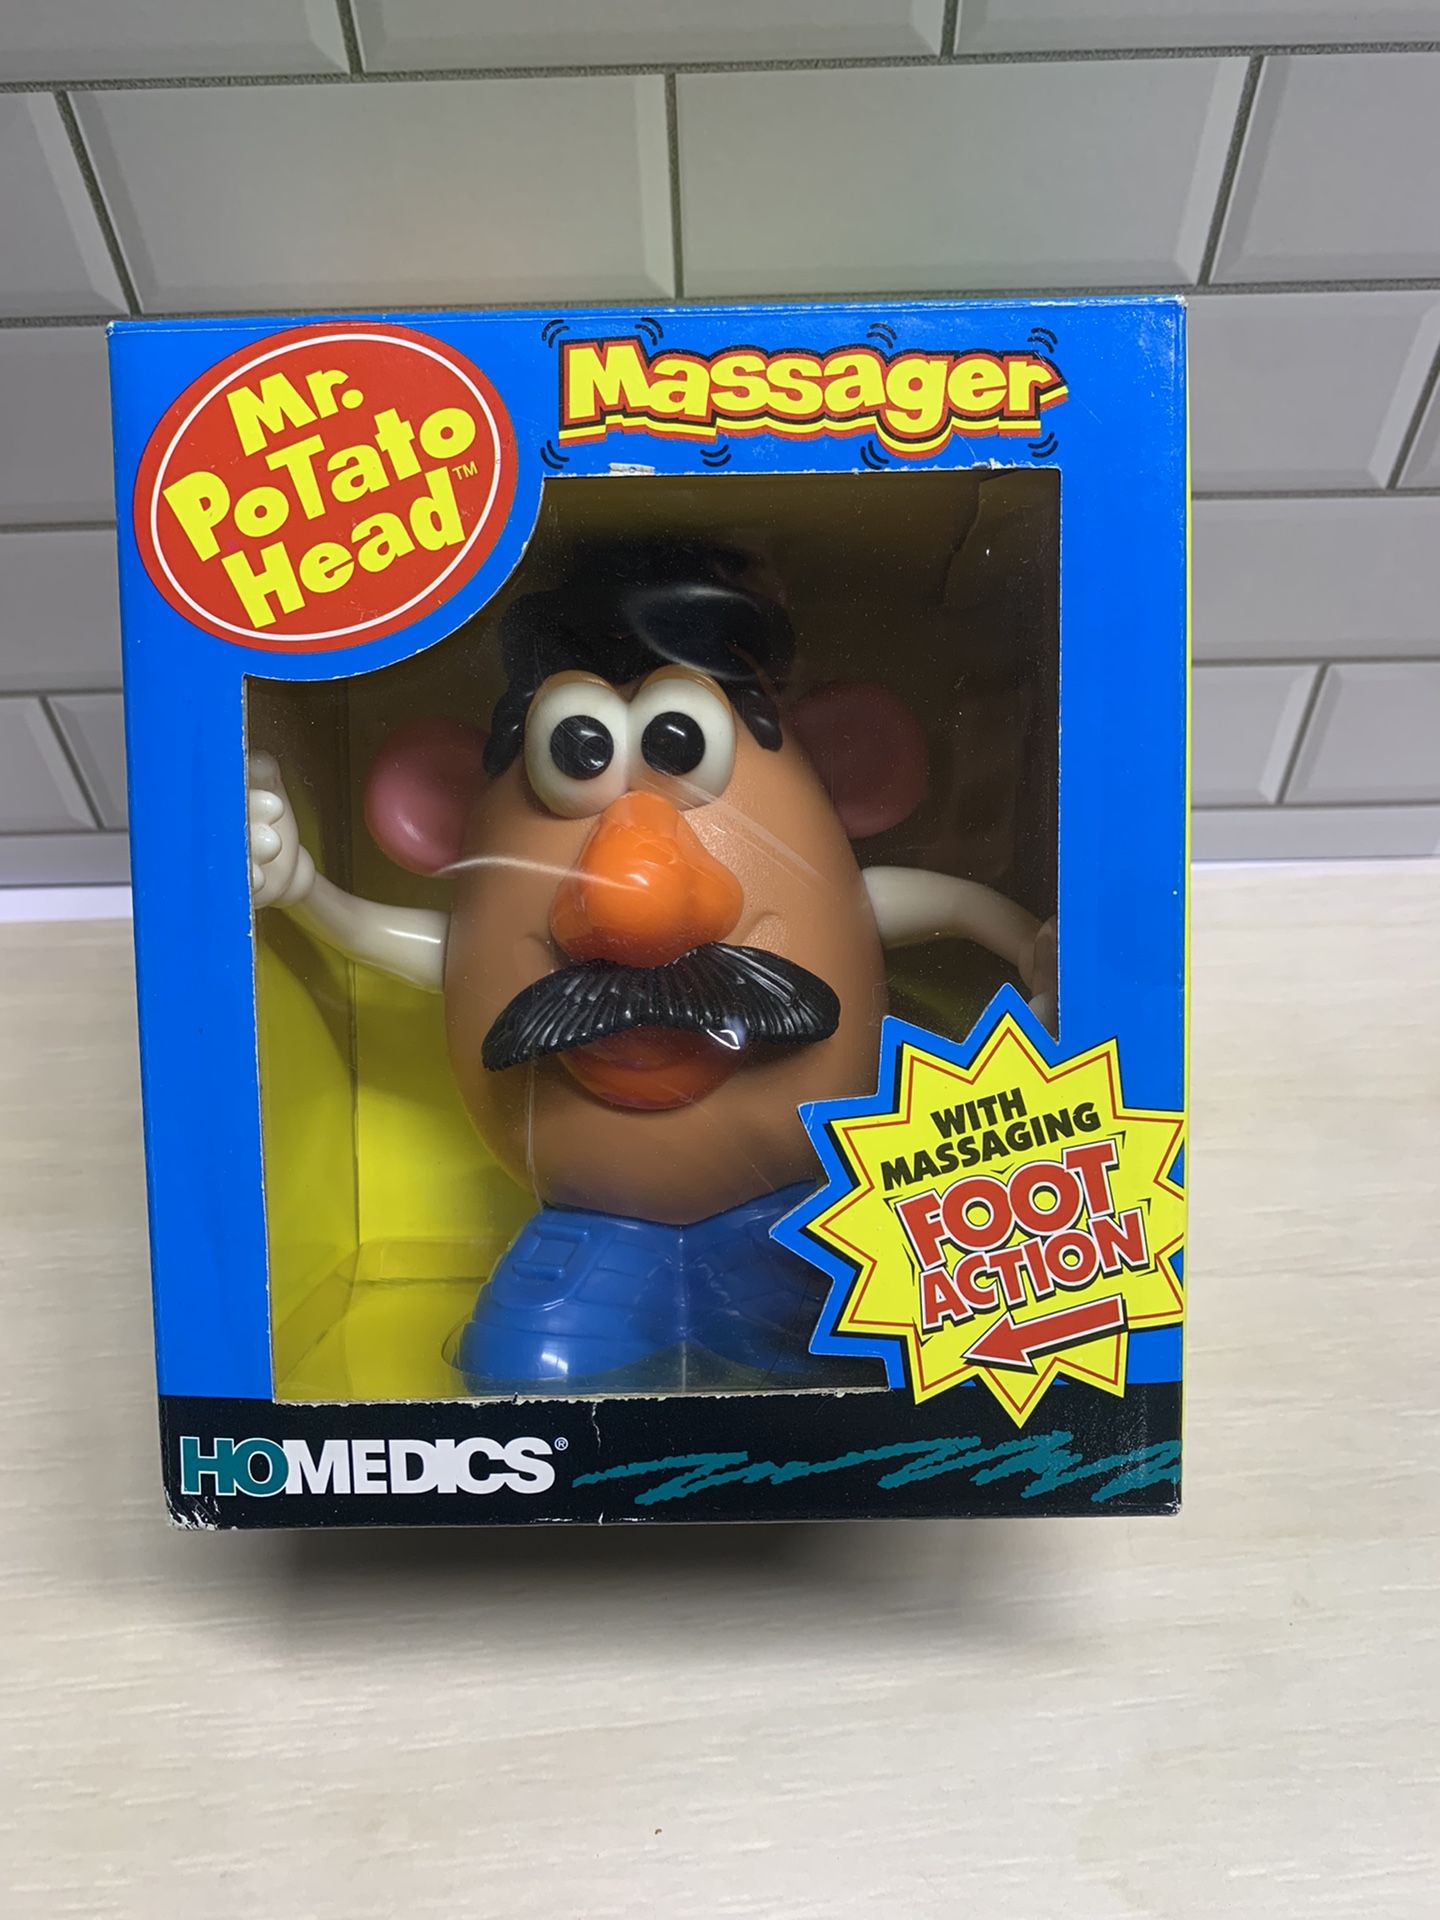 Mr.
PoTato
Head™
Massager
WITH
MASSAGING
FOOT
ACTION
HOMEDICS®